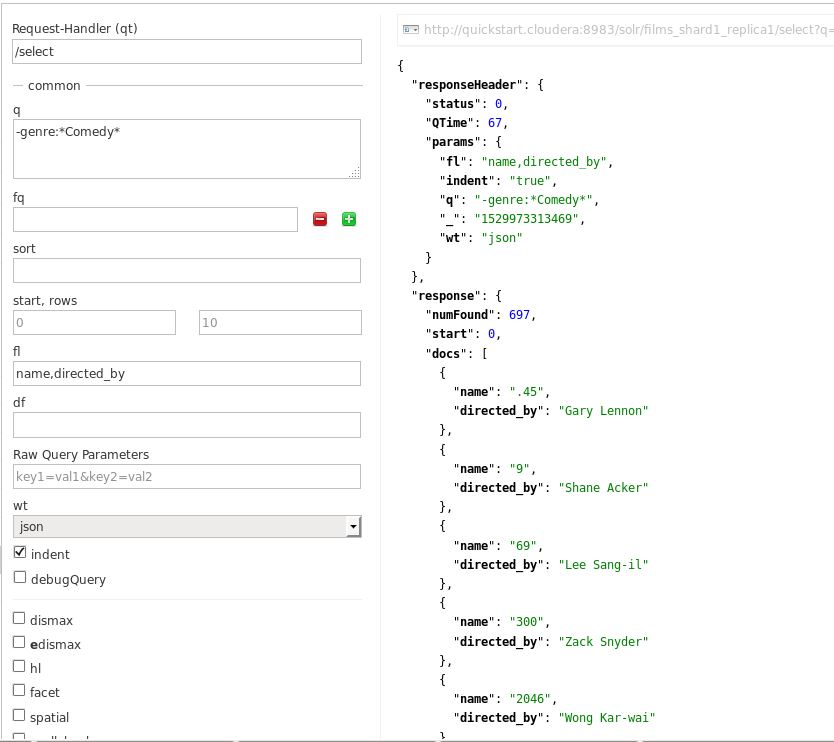 Request-Handler (qt)
/select
common
q
-genre:*Comedy*
fq
sort
start, rows
0
10
fl
name,directed_by
df
Raw Query Parameters
key1=val1&key2=val2
wt
json
indent
debugQuery
dismax
edismax
hl
facet
spatial
http://quickstart.cloudera:8983/solr/films_shard1_replica1/select?q=
{
"responseHeader": {
"status": 0,
"QTime": 67,
"params": {
"fl": "name,directed_by",
"indent": "true",
"q": "-genre:*Comedy*",
"_": "1529973313469",
"wt": "json"
}
},
"response": {
"numFound": 697,
"start": 0,
"docs": [
{
"name": ".45",
"directed_by": "Gary Lennon"
},
{
"name": "9",
"directed_by": "Shane Acker"
},
{
"name": "69",
"directed_by": "Lee Sang-il"
},
{
"name": "300",
"directed_by": "Zack Snyder"
},
{
"name": "2046",
"directed_by": "Wong Kar-wai"
}